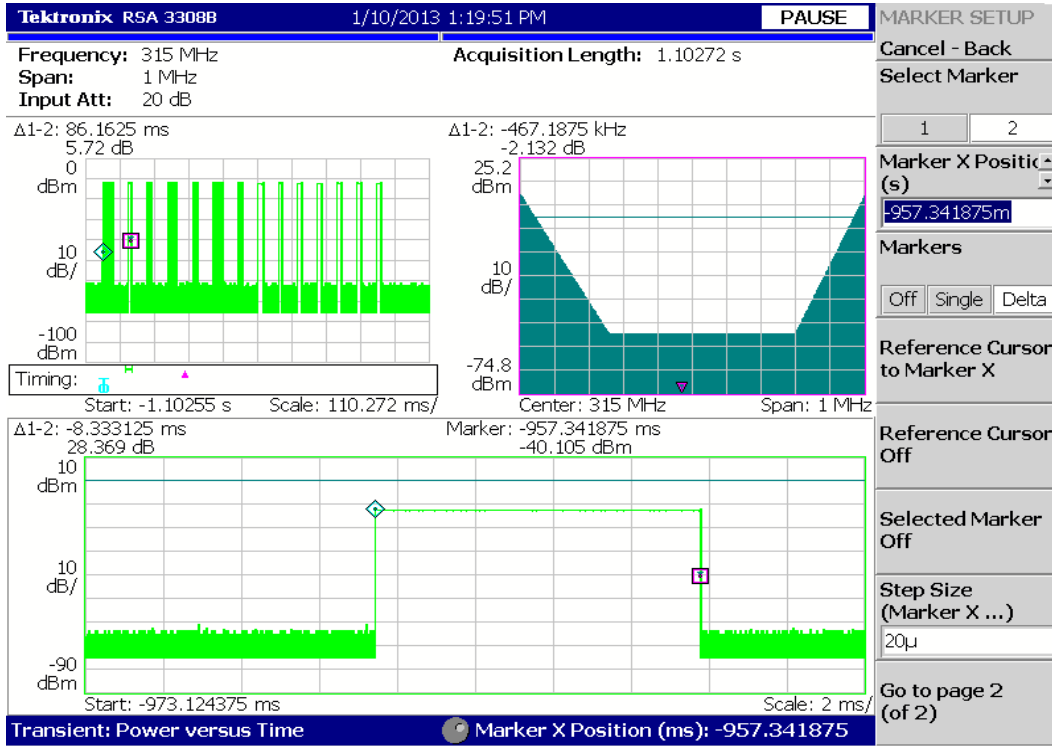 Tektronix RSA 3308B 1/10/2013 1:19:51 PM PAUSE
Frequency: 315 MHz
Span: 1 MHz
Input Att: 20 dB
Acquisition Length: 1.10272 s
Δ1-2: 86.1625 ms
5.72 dB
0
dBm
10
dB/
-100
dBm
Timing:
Start: -1.10255 s Scale: 110.272 ms/
Δ1-2: -467.1875 kHz
-2.132 dB
25.2
dBm
10
dB/
-74.8
dBm
Center: 315 MHz Span: 1 MHz
Δ1-2: -8.333125 ms
28.369 dB
Marker: -957.341875 ms
-40.105 dBm
10
dBm
10
dB/
-90
dBm
Start: -973.124375 ms Scale: 2 ms/
Transient: Power versus Time Marker X Position (ms): -957.341875
MARKER SETUP
Cancel - Back
Select Marker
1 2
Marker X Positic
(s)
-957.341875m
Markers
Off Single Delta
Reference Cursor
to Marker X
Reference Cursor
Off
Selected Marker
Off
Step Size
(Marker X ...)
20µ
Go to page 2
(of 2)